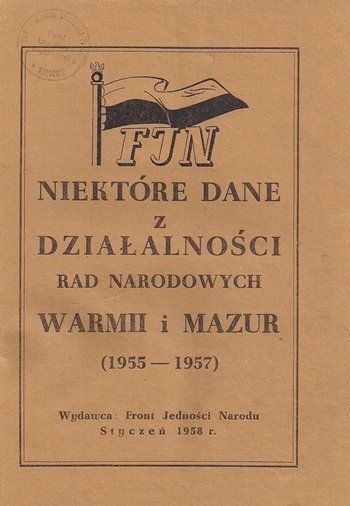 FJN
NIEKTÓRE DANE
z
DZIAŁALNOŚCI
RAD NARODOWYCH
WARMII i MAZUR
(1955 — 1957)
Wydawca: Front Jedności Narodu
Styczeń 1958 r.